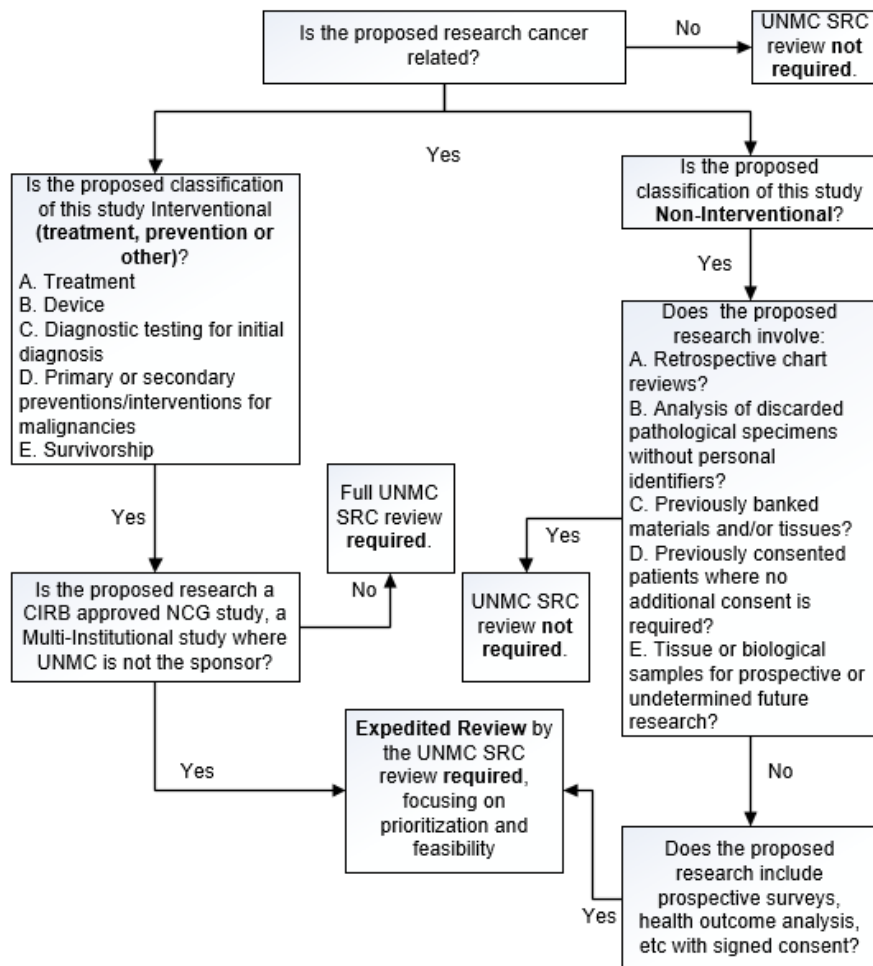 Is the proposed research cancer
related?
No
UNMC SRC
review not
required.
Yes
Is the proposed classification
of this study Interventional
(treatment, prevention or
other)?
A. Treatment
B. Device
C. Diagnostic testing for initial
diagnosis
D. Primary or secondary
preventions/interventions for
malignancies
E. Survivorship
Is the proposed
classification of this study
Non-Interventional?
Yes
Does the proposed
research involve:
A. Retrospective chart
reviews?
B. Analysis of discarded
pathological specimens
without personal
identifiers?
C. Previously banked
materials and/or tissues?
D. Previously consented
patients where no
additional consent is
required?
E. Tissue or biological
samples for prospective or
undetermined future
research?
Yes
Full UNMC
SRC review
required.
No
Yes
UNMC SRC
review not
required.
Is the proposed research a
CIRB approved NCG study, a
Multi-Institutional study where
UNMC is not the sponsor?
Yes
Expedited Review by
the UNMC SRC
review required,
focusing on
prioritization and
feasibility
No
Yes
Does the proposed
research include
prospective surveys,
health outcome analysis,
etc with signed consent?